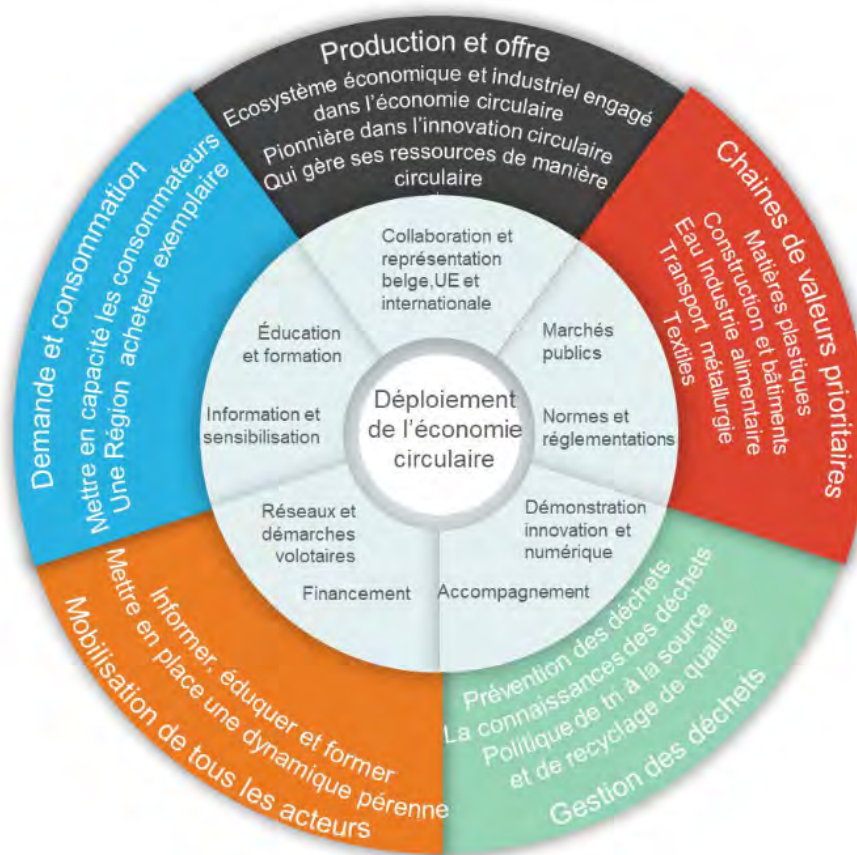 Production et offre
Ecosystème économique et industriel engagé
dans l'économie circulaire
Pionnière dans l'innovation circulaire
Qui gère ses ressources de manière
circulaire
Chaines de valeurs prioritaires
Matières plastiques
Construction et bâtiments
Eau Industrie alimentaire
Transport métallurgie
Textiles
Prévention des déchets
La connaissances des déchets
Politique de tri à la source
et de recyclage de qualité
Gestion des déchets
Informer, éduquer et former
Mettre en place une dynamique pérenne
Mobilisation de tous les acteurs
Demande et consommation
Mettre en capacité les consommateurs
Une Région acheteur exemplaire
Collaboration et
représentation
belge,UE et
internationale
Marchés
publics
Normes et
réglementations
Démonstration
innovation et
numérique
Accompagnement
Financement
Réseaux et
démarches
volotaires
Information et
sensibilisation
Éducation
et formation
Déploiement
de l'économie
circulaire